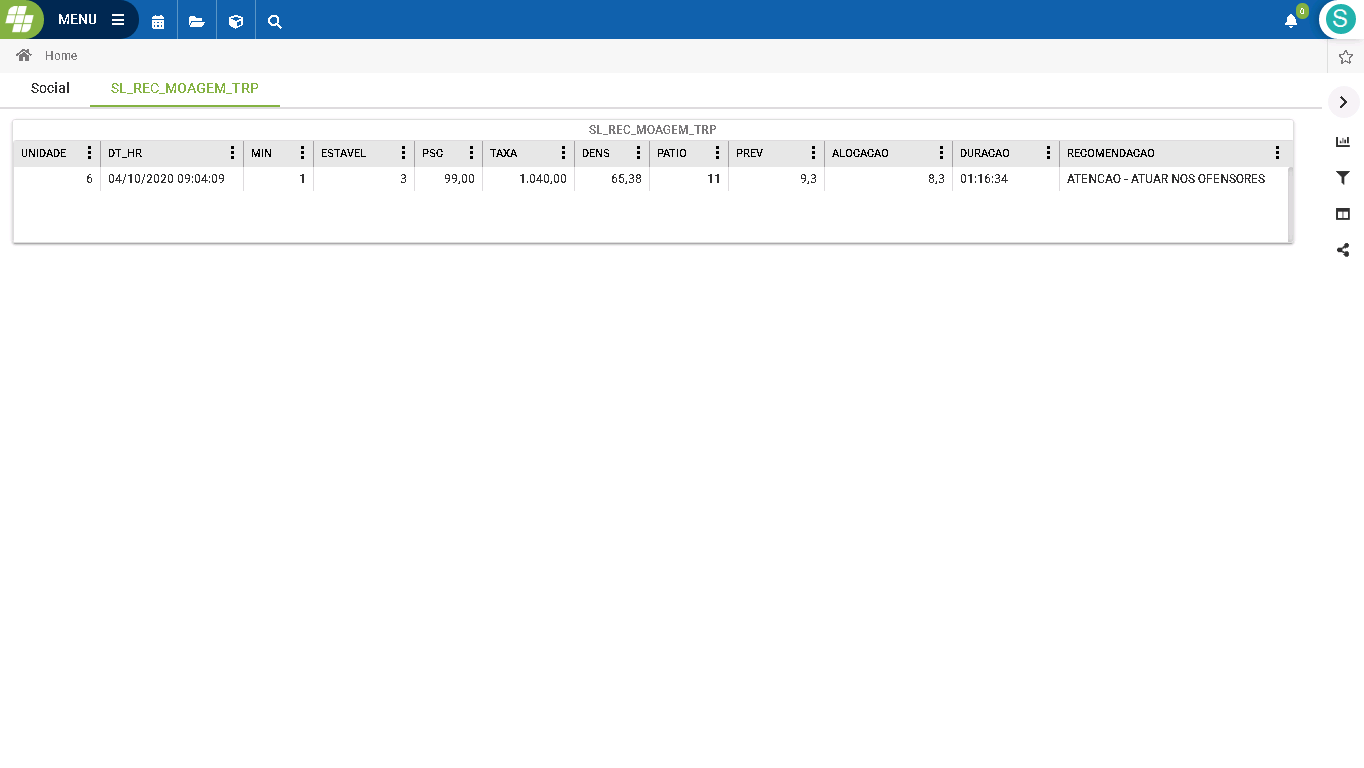 MENU
0
S
Home
Social SL_REC_MOAGEM_TRP
SL_REC_MOAGEM_TRP
UNIDADE DT_HR MIN ESTAVEL PSC TAXA DENS PATIO PREV ALOCACAO DURACAO RECOMENDACAO
6 04/10/2020 09:04:09 1 3 99,00 1.040,00 65,38 11 9,3 8,3 01:16:34 ATENCAO - ATUAR NOS OFENSORES